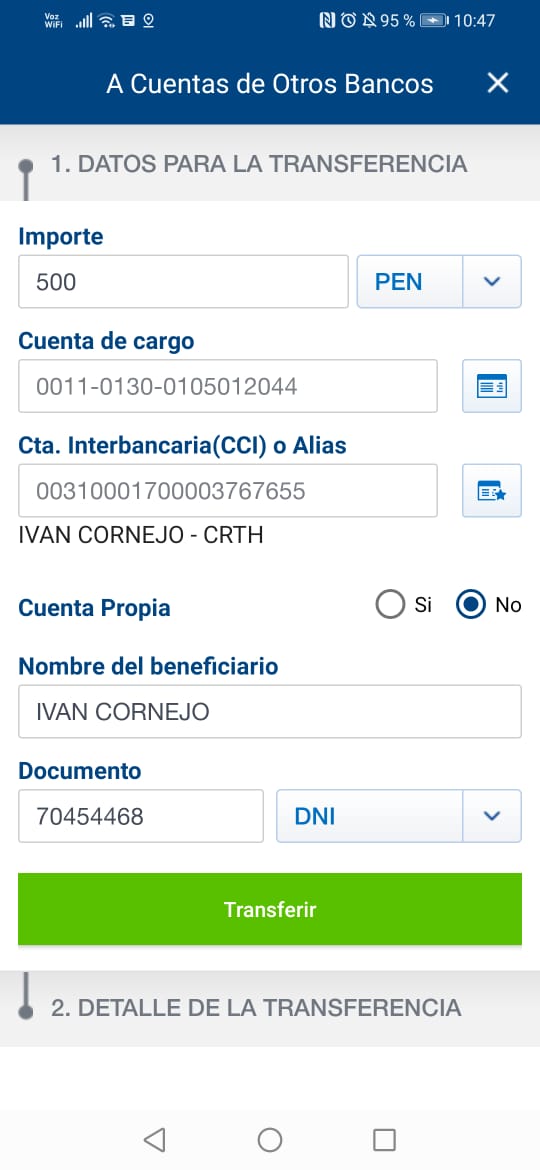 Voz
WiFi
95 %
10:47
A Cuentas de Otros Bancos
1. DATOS PARA LA TRANSFERENCIA
Importe
500
PEN
Cuenta de cargo
0011-0130-0105012044
Cta. Interbancaria(CCI) o Alias
00310001700003767655
IVAN CORNEJO - CRTH
Cuenta Propia
Si
No
Nombre del beneficiario
IVAN CORNEJO
Documento
70454468
DNI
Transferir
2. DETALLE DE LA TRANSFERENCIA